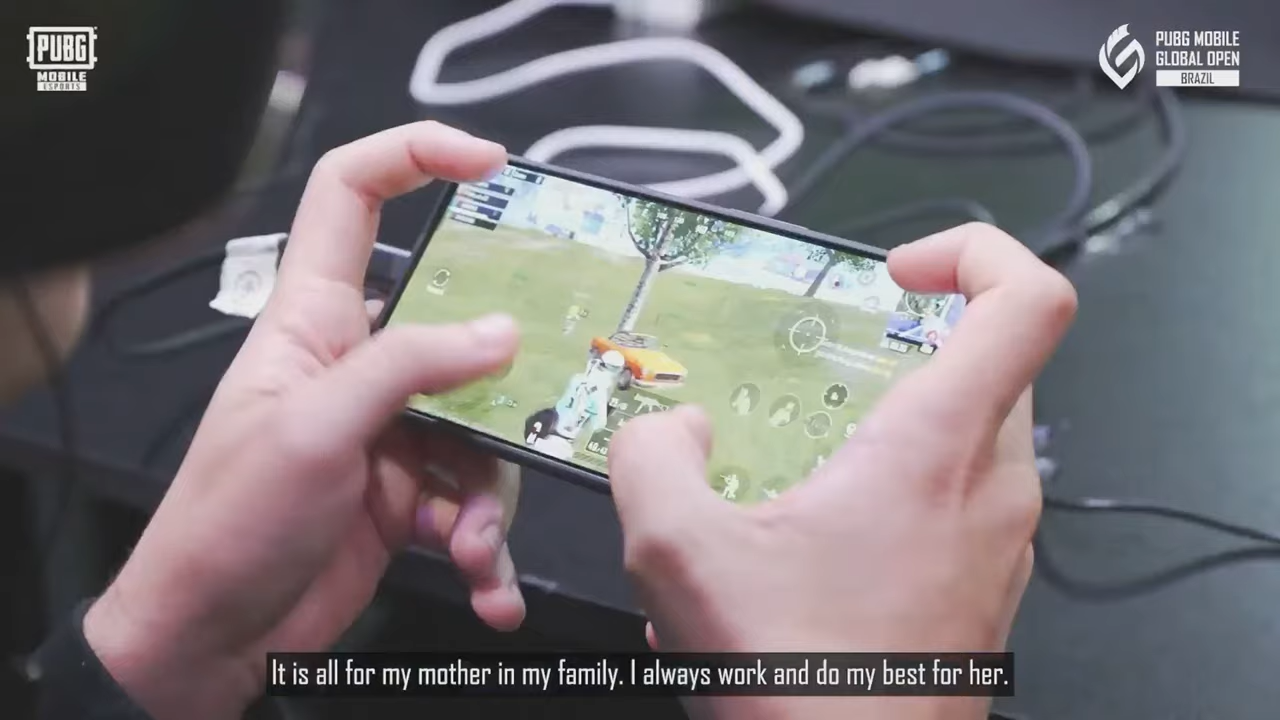 PUBG
MOBILE
ESPORTS
PUBG MOBILE
GLOBAL OPEN
BRAZIL
It is all for my mother in my family. I always work and do my best for her.